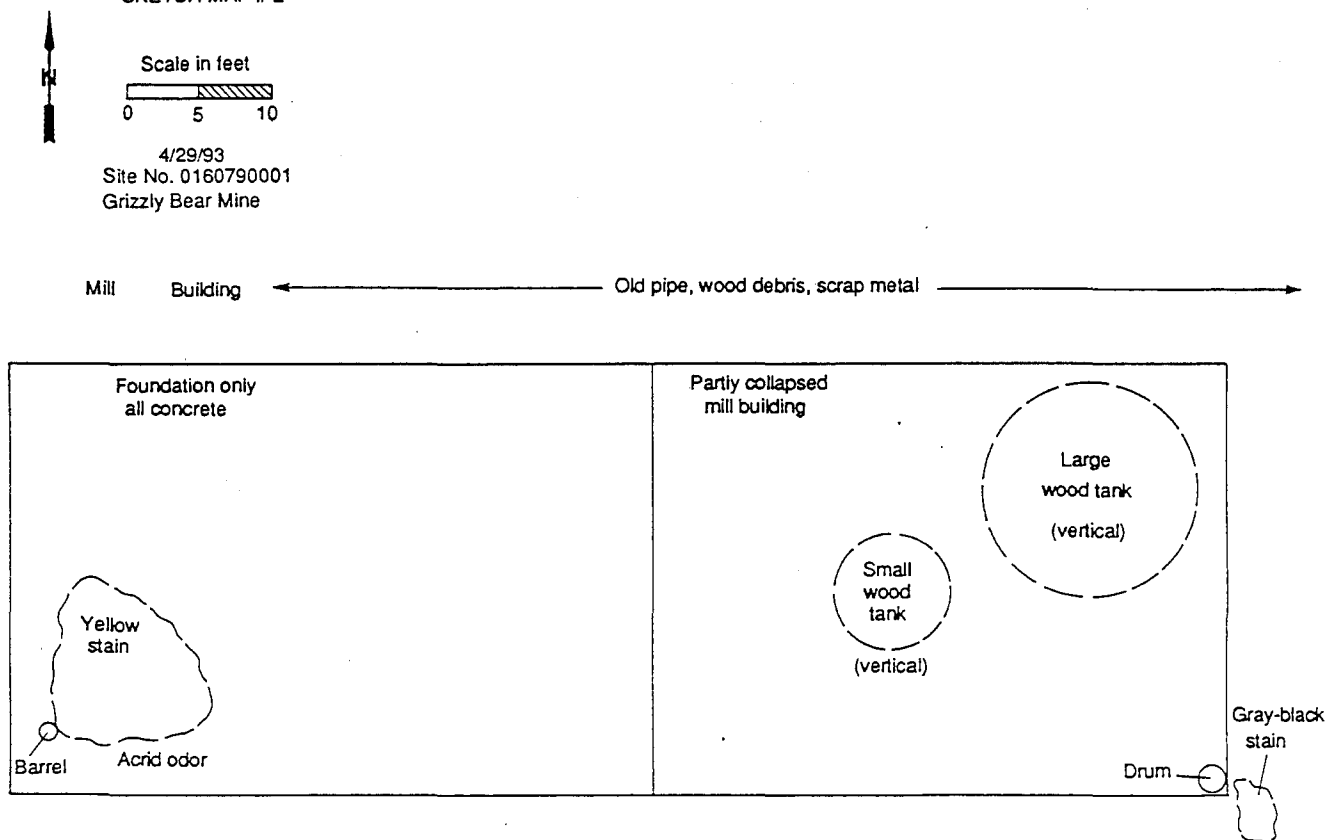 N
Scale in feet
0 5 10
4/29/93
Site No. 0160790001
Grizzly Bear Mine
Mill Building
Old pipe, wood debris, scrap metal
Foundation only
all concrete
Partly collapsed
mill building
Large
wood tank
(vertical)
Small
wood
tank
(vertical)
Yellow
stain
Barrel
Acrid odor
Drum
Gray-black
stain